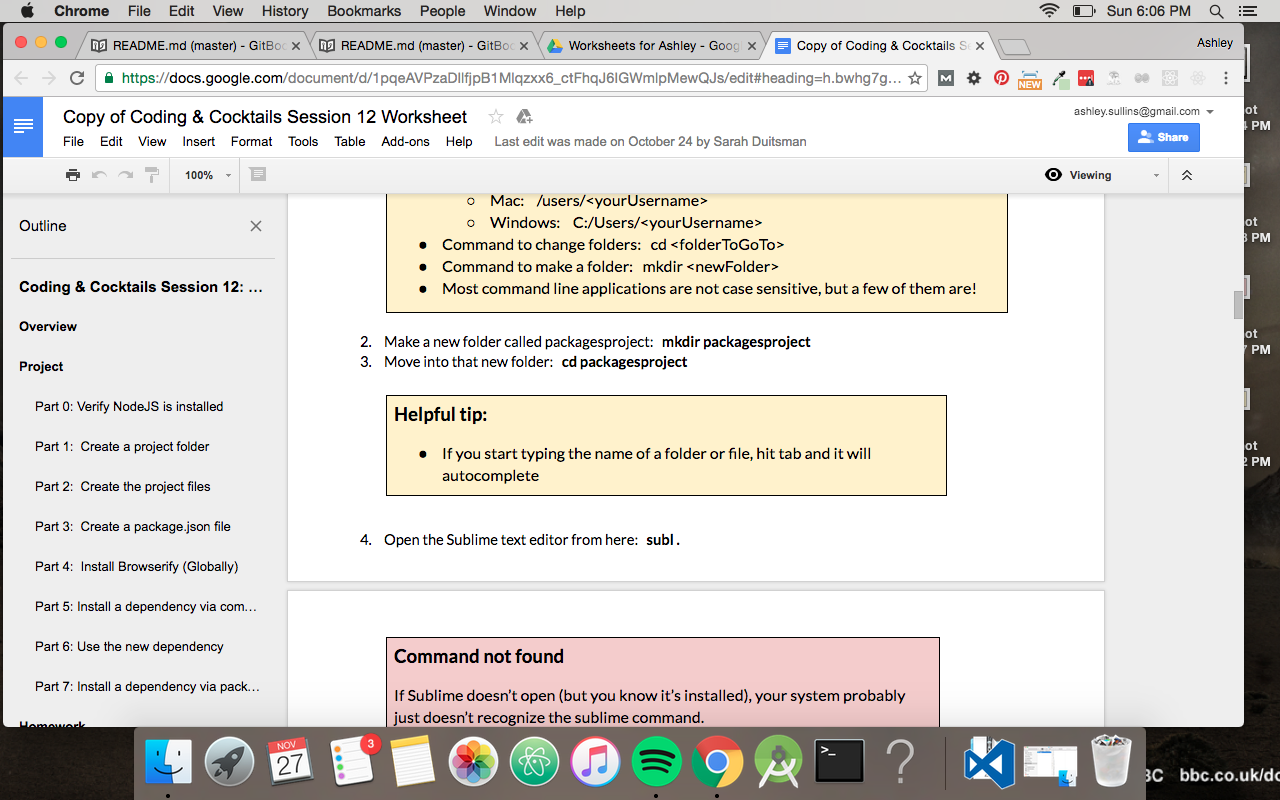 Chrome File Edit View History Bookmarks People Window Help Sun 6:06 PM
README.md (master) - GitBoo README.md (master) - GitBoo Worksheets for Ashley - Goog Copy of Coding & Cocktails S Ashley
https://docs.google.com/document/d/1pqeAVPzaDllfjpB1Mlqzxx6_ctFhqJ6lGWmlpMewQJs/edit#heading=h.bwhg7g...
NEW
Copy of Coding & Cocktails Session 12 Worksheet
ashley.sullins@gmail.com
File Edit View Insert Format Tools Table Add-ons Help Last edit was made on October 24 by Sarah Duitsman
Share
100% Viewing
Outline
Coding & Cocktails Session 12: ...
Overview
Project
Part 0: Verify NodeJS is installed
Part 1: Create a project folder
Part 2: Create the project files
Part 3: Create a package.json file
Part 4: Install Browserify (Globally)
Part 5: Install a dependency via com...
Part 6: Use the new dependency
Part 7: Install a dependency via pack...
Homework
○ Mac: /users/<yourUsername>
○ Windows: C:/Users/<yourUsername>
● Command to change folders: cd <folderToGoTo>
● Command to make a folder: mkdir <newFolder>
● Most command line applications are not case sensitive, but a few of them are!
2. Make a new folder called packagesproject: mkdir packagesproject
3. Move into that new folder: cd packagesproject
Helpful tip:
● If you start typing the name of a folder or file, hit tab and it will
autocomplete
4. Open the Sublime text editor from here: subl .
Command not found
If Sublime doesn't open (but you know it's installed), your system probably
just doesn't recognize the sublime command.
ot
4 PM
ot
3 PM
ot
7 PM
ot
2 PM
NOV
27
3
>_
?
BC bbc.co.uk/do